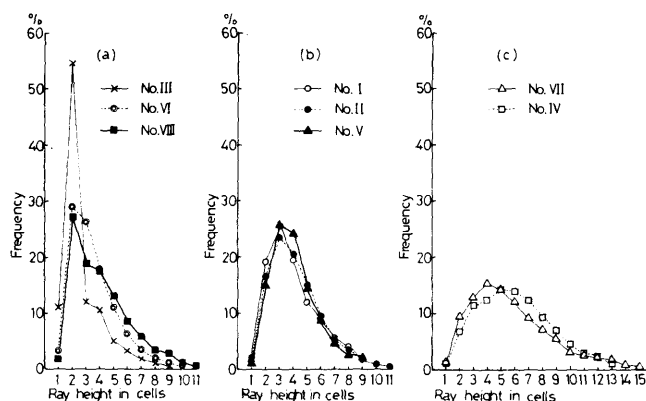 %
60
50
40
30
20
10
0
Frequency
(a)
No.III
No.VI
No.VIII
1 2 3 4 5 6 7 8 9 10 11
Ray height in cells
%
60
50
40
30
20
10
0
Frequency
(b)
No. I
No. II
No. V
1 2 3 4 5 6 7 8 9 10 11
Ray height in cells
%
60
50
40
30
20
10
0
Frequency
(c)
No. VII
No. IV
1 2 3 4 5 6 7 8 9 10 11 12 13 14 15
Ray height in cells